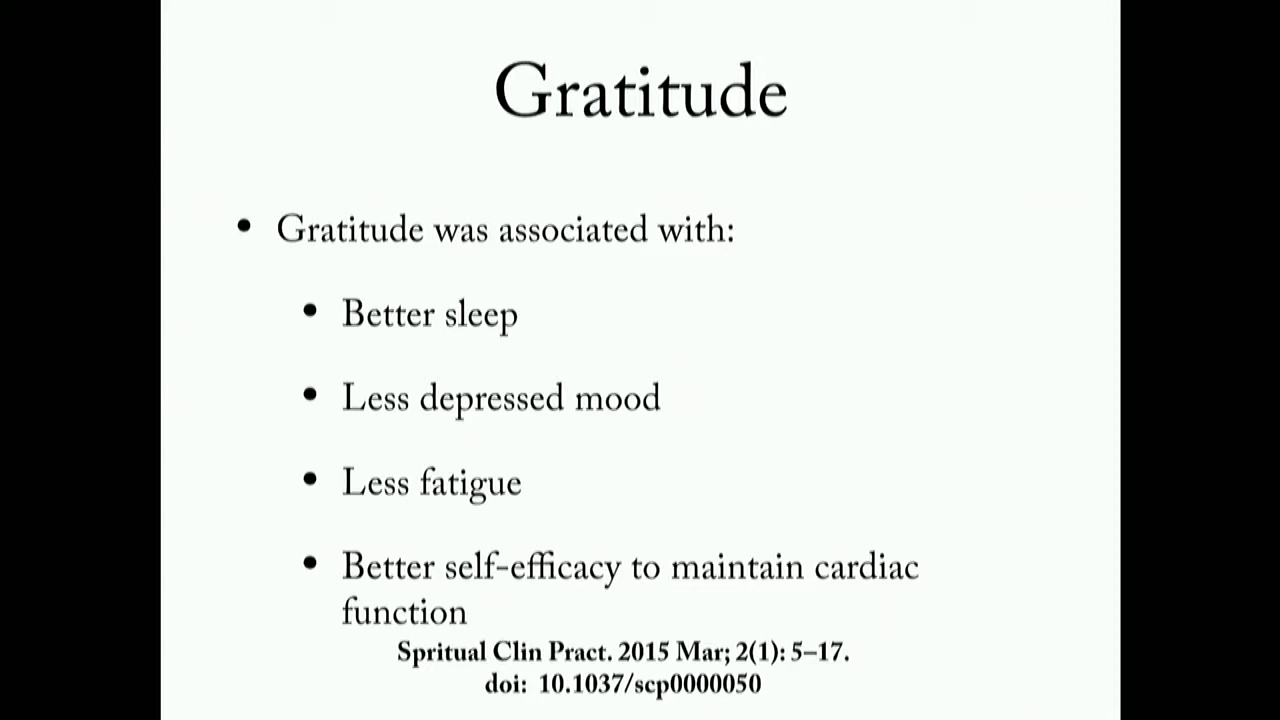 Gratitude
• Gratitude was associated with:
• Better sleep
• Less depressed mood
• Less fatigue
• Better self-efficacy to maintain cardiac
function
Spritual Clin Pract. 2015 Mar; 2(1): 5–17.
doi: 10.1037/scp0000050